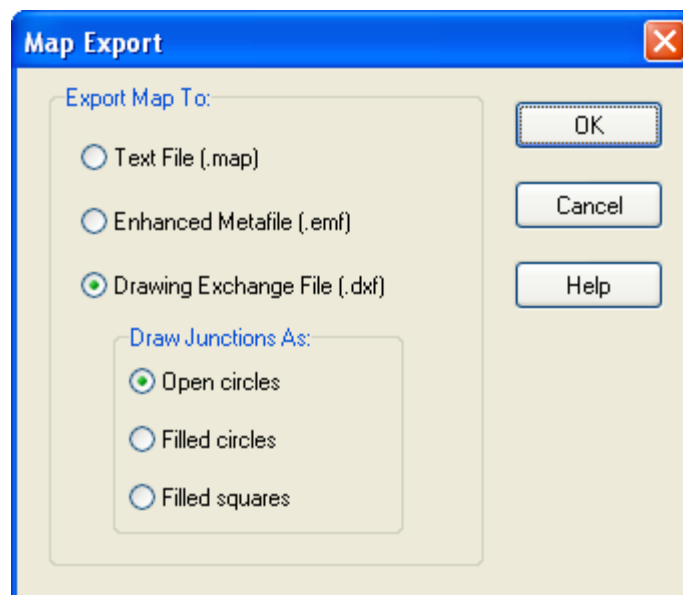 Map Export
Export Map To:
Text File (.map)
Enhanced Metafile (.emf)
Drawing Exchange File (.dxf)
Draw Junctions As:
Open circles
Filled circles
Filled squares
OK
Cancel
Help